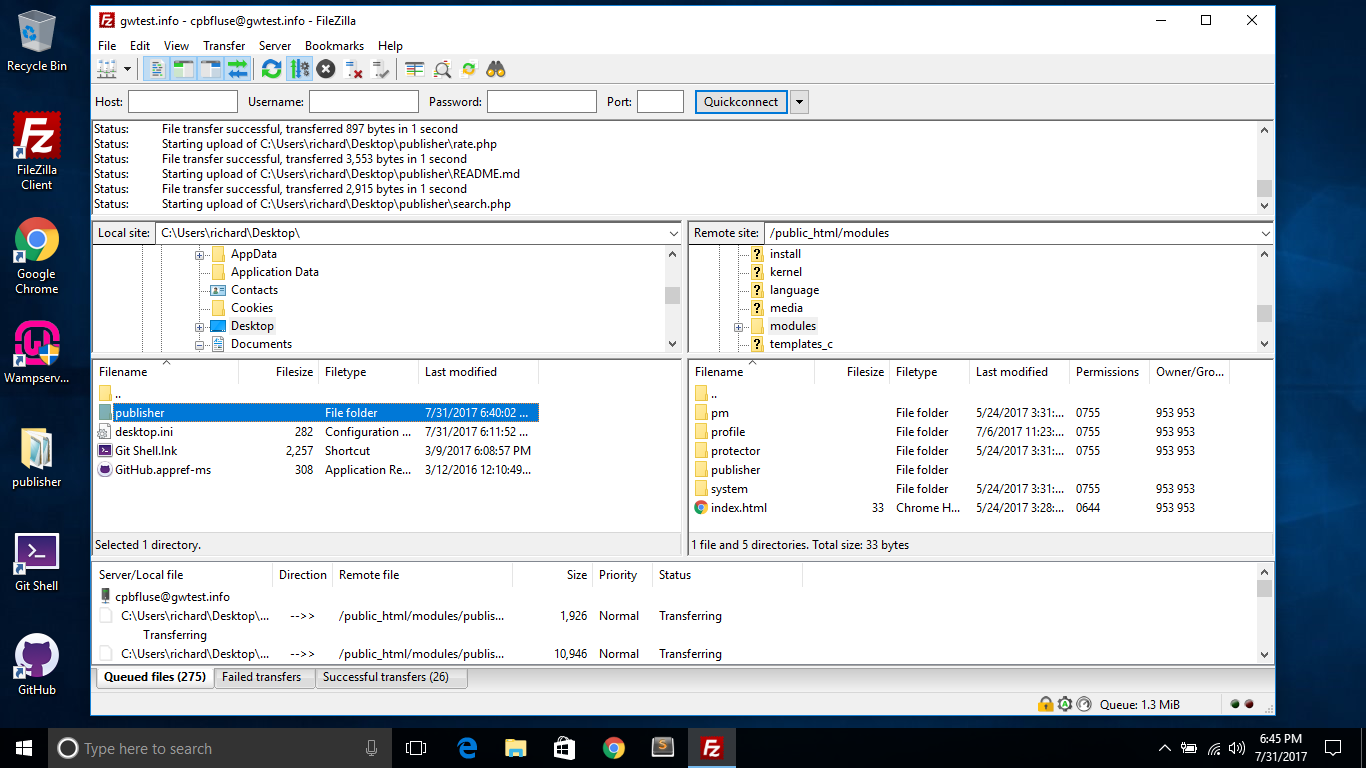 Recycle Bin
FileZilla
Client
Google
Chrome
Wampserv...
publisher
Git Shell
GitHub
gwtest.info - cpbfluse@gwtest.info - FileZilla
File Edit View Transfer Server Bookmarks Help
Host: Username: Password: Port: Quickconnect
Status: File transfer successful, transferred 897 bytes in 1 second
Status: Starting upload of C:\Users\richard\Desktop\publisher\rate.php
Status: File transfer successful, transferred 3,553 bytes in 1 second
Status: Starting upload of C:\Users\richard\Desktop\publisher\README.md
Status: File transfer successful, transferred 2,915 bytes in 1 second
Status: Starting upload of C:\Users\richard\Desktop\publisher\search.php
Local site: C:\Users\richard\Desktop\
AppData
Application Data
Contacts
Cookies
Desktop
Documents
Filename Filesize Filetype Last modified
..
publisher File folder 7/31/2017 6:40:02 ...
desktop.ini 282 Configuration ... 7/31/2017 6:11:52 ...
Git Shell.lnk 2,257 Shortcut 3/9/2017 6:08:57 PM
GitHub.appref-ms 308 Application Re... 3/12/2016 12:10:49...
Selected 1 directory.
Remote site: /public_html/modules
install
kernel
language
media
modules
templates_c
Filename Filesize Filetype Last modified Permissions Owner/Gro...
..
pm File folder 5/24/2017 3:31:... 0755 953 953
profile File folder 7/6/2017 11:23:... 0755 953 953
protector File folder 5/24/2017 3:31:... 0755 953 953
publisher File folder
system File folder 5/24/2017 3:31:... 0755 953 953
index.html 33 Chrome H... 5/24/2017 3:28:... 0644 953 953
1 file and 5 directories. Total size: 33 bytes
Server/Local file Direction Remote file Size Priority Status
cpbfluse@gwtest.info
C:\Users\richard\Desktop\... -->> /public_html/modules/publis... 1,926 Normal Transferring
Transferring
C:\Users\richard\Desktop\... -->> /public_html/modules/publis... 10,946 Normal Transferring
Queued files (275) Failed transfers Successful transfers (26)
Queue: 1.3 MiB
Type here to search
6:45 PM
7/31/2017